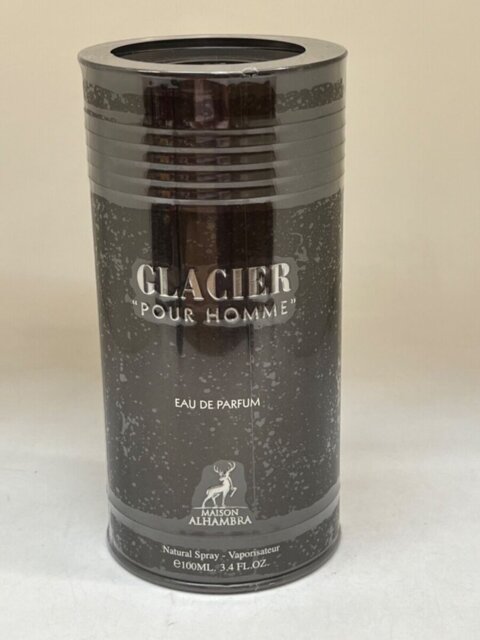 GLACIER
"POUR HOMME"
EAU DE PARFUM
MAISON
ALHAMBRA
Natural Spray - Vaporisateur
℮100ML. 3.4 FL.OZ.